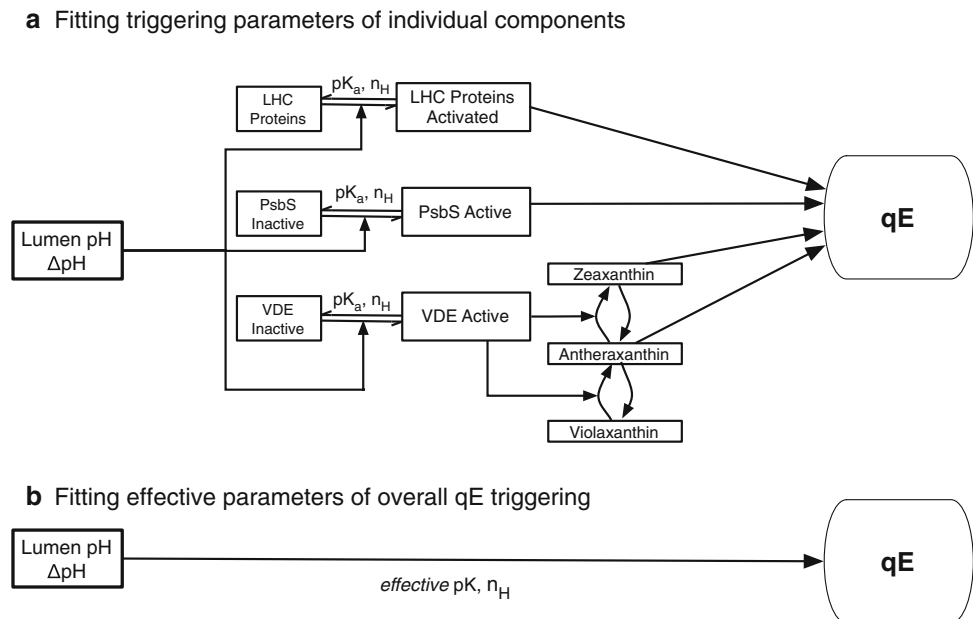 a Fitting triggering parameters of individual components
pKa, nH
LHC
Proteins
LHC Proteins
Activated
pKa, nH
PsbS
Inactive
PsbS Active
qE
Lumen pH
ΔpH
Zeaxanthin
pKa, nH
VDE
Inactive
VDE Active
Antheraxanthin
Violaxanthin
b Fitting effective parameters of overall qE triggering
Lumen pH
ΔpH
effective pK, nH
qE